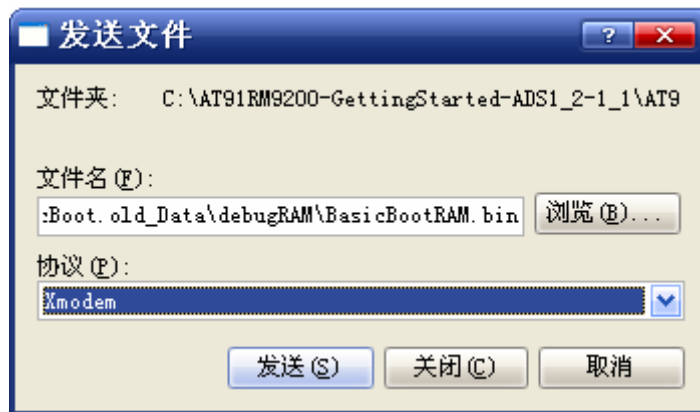 发送文件
文件夹: C:\AT91RM9200-GettingStarted-ADS1_2-1_1\AT9
文件名(F):
:Boot.old_Data\debugRAM\BasicBootRAM.bin 浏览(B)...
协议(P):
Xmodem
发送(S) 关闭(C) 取消